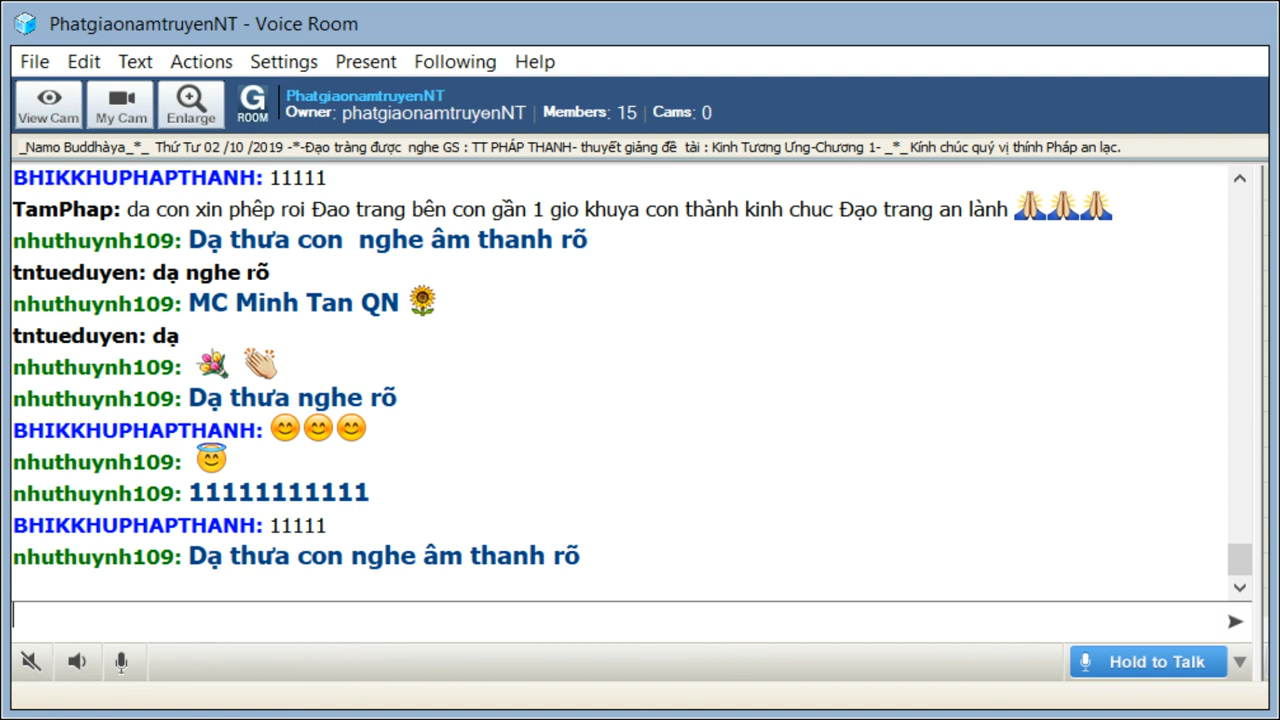 PhatgiaonamtruyenNT - Voice Room
File Edit Text Actions Settings Present Following Help
View Cam My Cam Enlarge G ROOM PhatgiaonamtruyenNT
Owner: phatgiaonamtruyenNT | Members: 15 | Cams: 0
_Namo Buddhàya_*_ Thứ Tư 02 /10 /2019 -*-Đạo tràng được nghe GS : TT PHÁP THANH- thuyết giảng đề tài : Kinh Tương Ưng-Chương 1- _*_Kính chúc quý vị thính Pháp an lạc.
BHIKKHUPHAPTHANH: 11111
TamPhap: da con xin phêp roi Đao trang bên con gần 1 gio khuya con thành kinh chuc Đạo trang an lành 🙏🙏🙏
nhuthuynh109: Dạ thưa con nghe âm thanh rõ
tntueduyen: dạ nghe rõ
nhuthuynh109: MC Minh Tan QN 🌻
tntueduyen: dạ
nhuthuynh109: 💐 👏
nhuthuynh109: Dạ thưa nghe rõ
BHIKKHUPHAPTHANH: 😊😊😊
nhuthuynh109: 😇
nhuthuynh109: 11111111111
BHIKKHUPHAPTHANH: 11111
nhuthuynh109: Dạ thưa con nghe âm thanh rõ
Hold to Talk